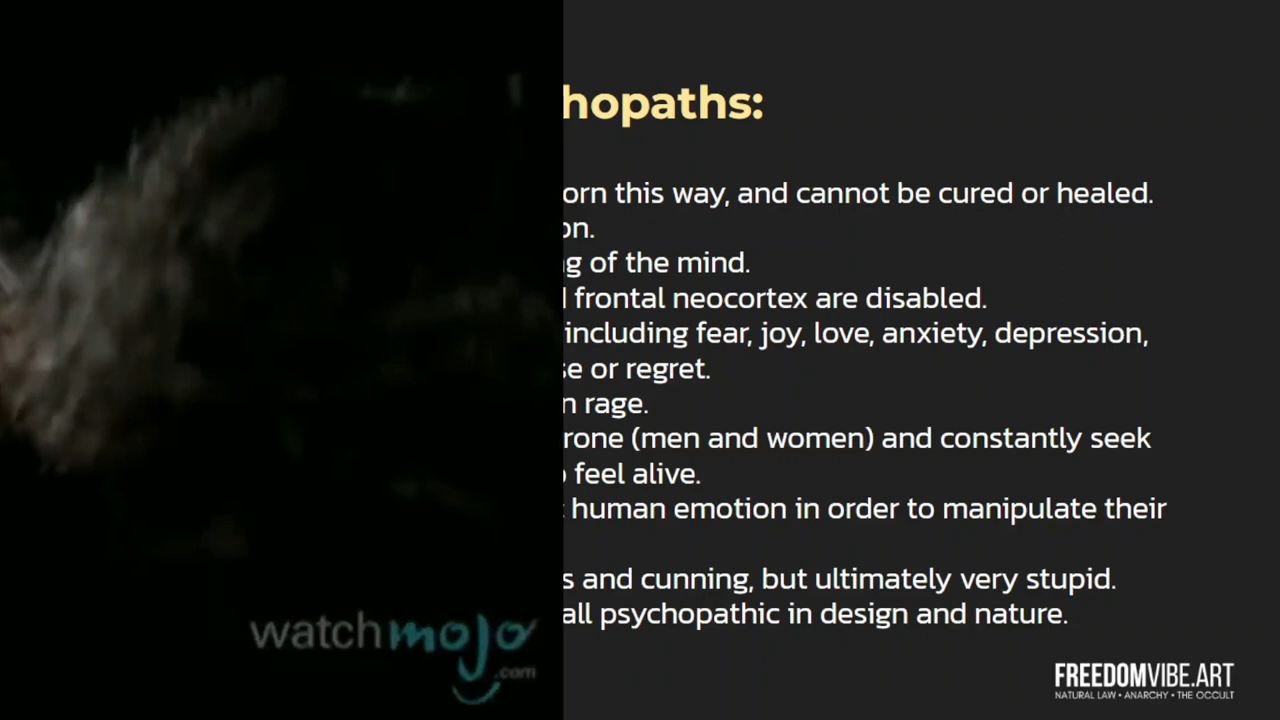 hopaths:
orn this way, and cannot be cured or healed.
on.
g of the mind.
frontal neocortex are disabled.
including fear, joy, love, anxiety, depression,
se or regret.
n rage.
rone (men and women) and constantly seek
feel alive.
human emotion in order to manipulate their
s and cunning, but ultimately very stupid.
all psychopathic in design and nature.
watchmojo
.com
FREEDOMVIBE.ART
NATURAL LAW • ANARCHY • THE OCCULT